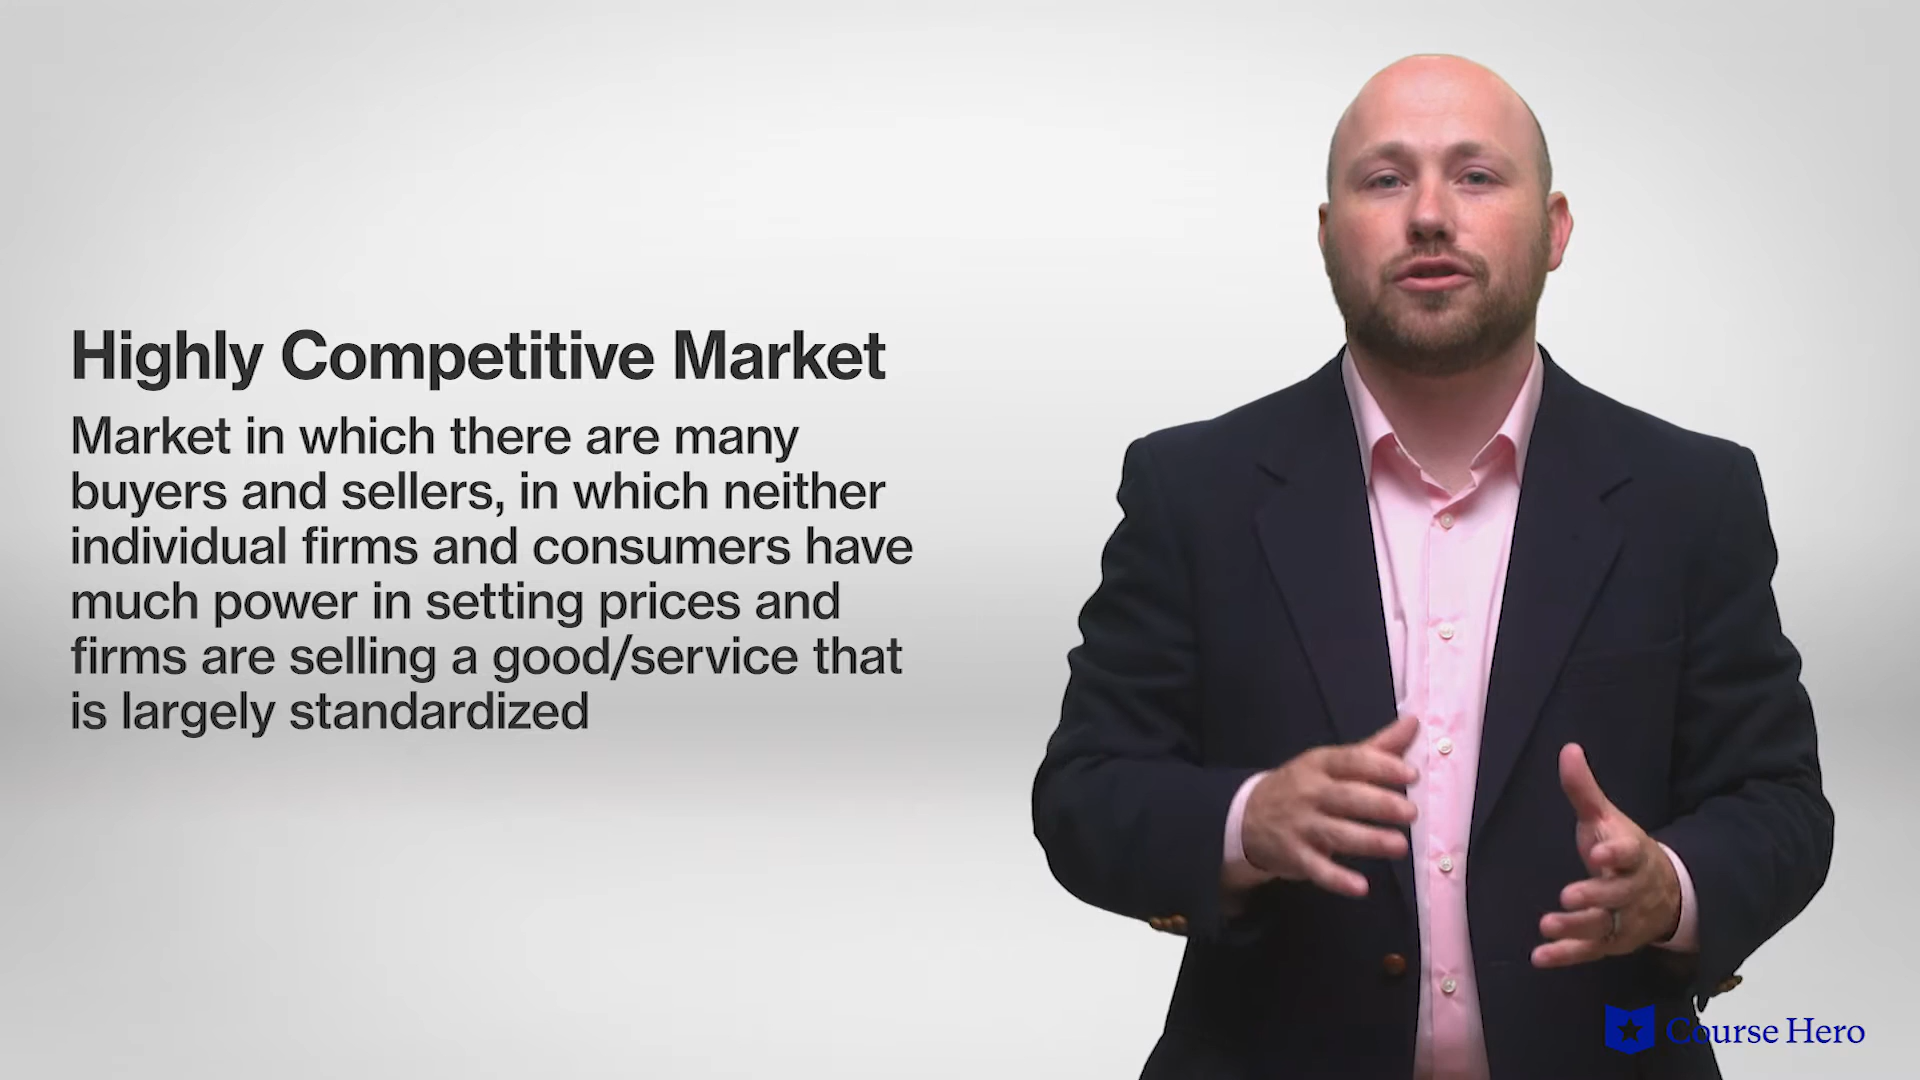 Highly Competitive Market
Market in which there are many
buyers and sellers, in which neither
individual firms and consumers have
much power in setting prices and
firms are selling a good/service that
is largely standardized
Course Hero